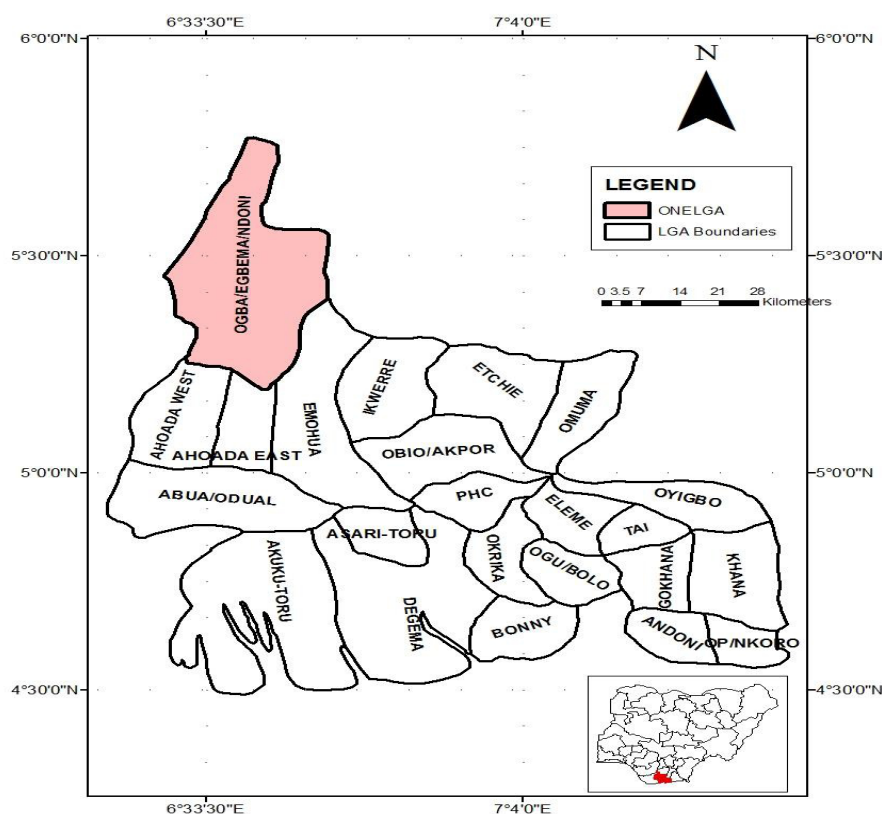 6°33'30"E 7°4'0"E
6°0'0"N 6°0'0"N
N
LEGEND
ONELGA
LGA Boundaries
0 3.5 7 14 21 28
Kilometers
OGBA/EGBEMA/NDONI
5°30'0"N 5°30'0"N
IKWERRE
ETCHIE
OMUMA
AHOADA WEST
EMOHUA
AHOADA EAST
OBIO/AKPOR
5°0'0"N 5°0'0"N
ABUA/ODUAL
PHC
OYIGBO
ELEME
TAI
ASARI-TOPU
AKUKU-TORU
OKRIKA
OGU/BOLO
GOKHANA
KHANA
DEGEMA
BONNY
ANDONI
OP/NKORO
4°30'0"N 4°30'0"N
6°33'30"E 7°4'0"E